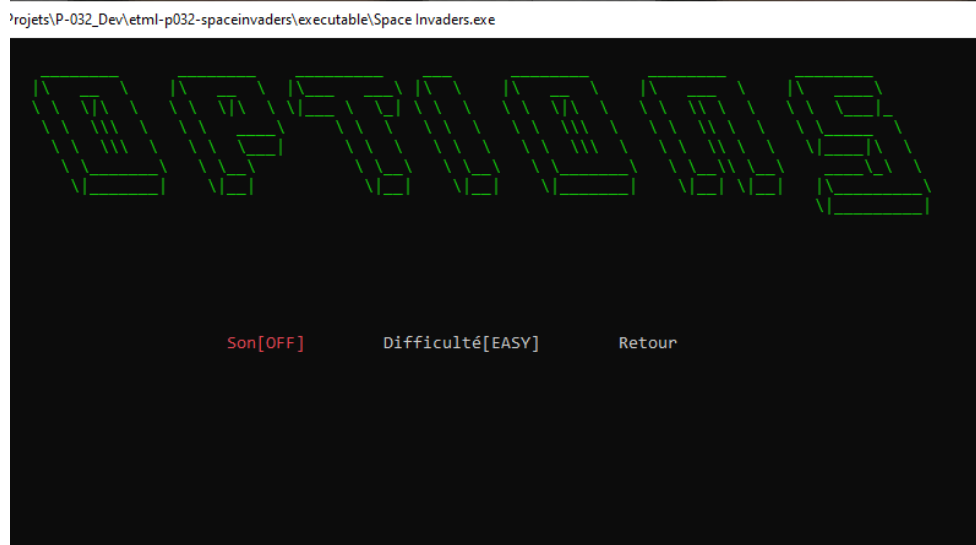 Projets\P-032_Dev\etml-p032-spaceinvaders\executable\Space Invaders.exe
OPTIONS
Son[OFF] Difficulté[EASY] Retour